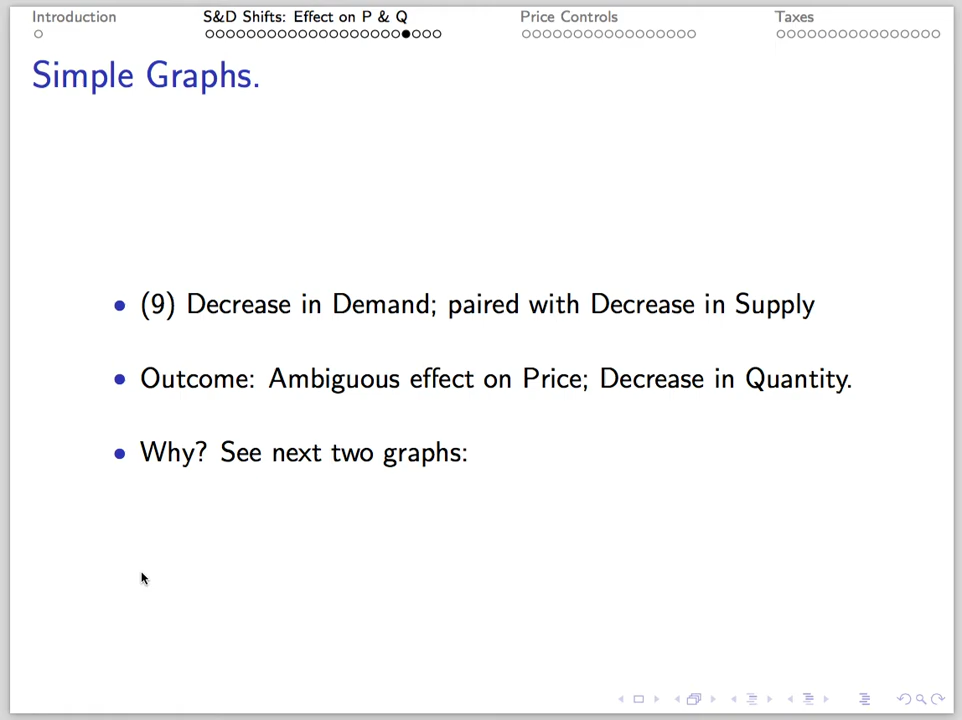 Introduction
S&D Shifts: Effect on P & Q
Price Controls
Taxes
Simple Graphs.
(9) Decrease in Demand; paired with Decrease in Supply
Outcome: Ambiguous effect on Price; Decrease in Quantity.
Why? See next two graphs: